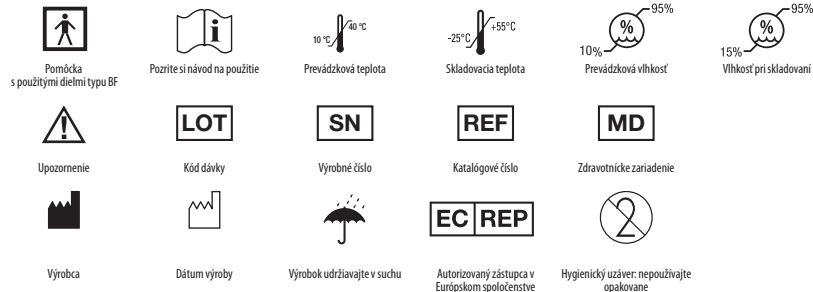 10 °C
40 °C
-25°C
+55°C
%
95%
10%
%
95%
15%
Pomôcka
s použitými dielmi typu BF
Pozrite si návod na použitie
Prevádzková teplota
Skladovacia teplota
Prevádzková vlhkosť
Vlhkosť pri skladovaní
LOT
SN
REF
MD
Upozornenie
Kód dávky
Výrobné číslo
Katalógové číslo
Zdravotnícke zariadenie
EC REP
2
Výrobca
Dátum výroby
Výrobok udržiavajte v suchu
Autorizovaný zástupca v
Európskom spoločenstve
Hygienický uzáver: nepoužívajte
opakovane